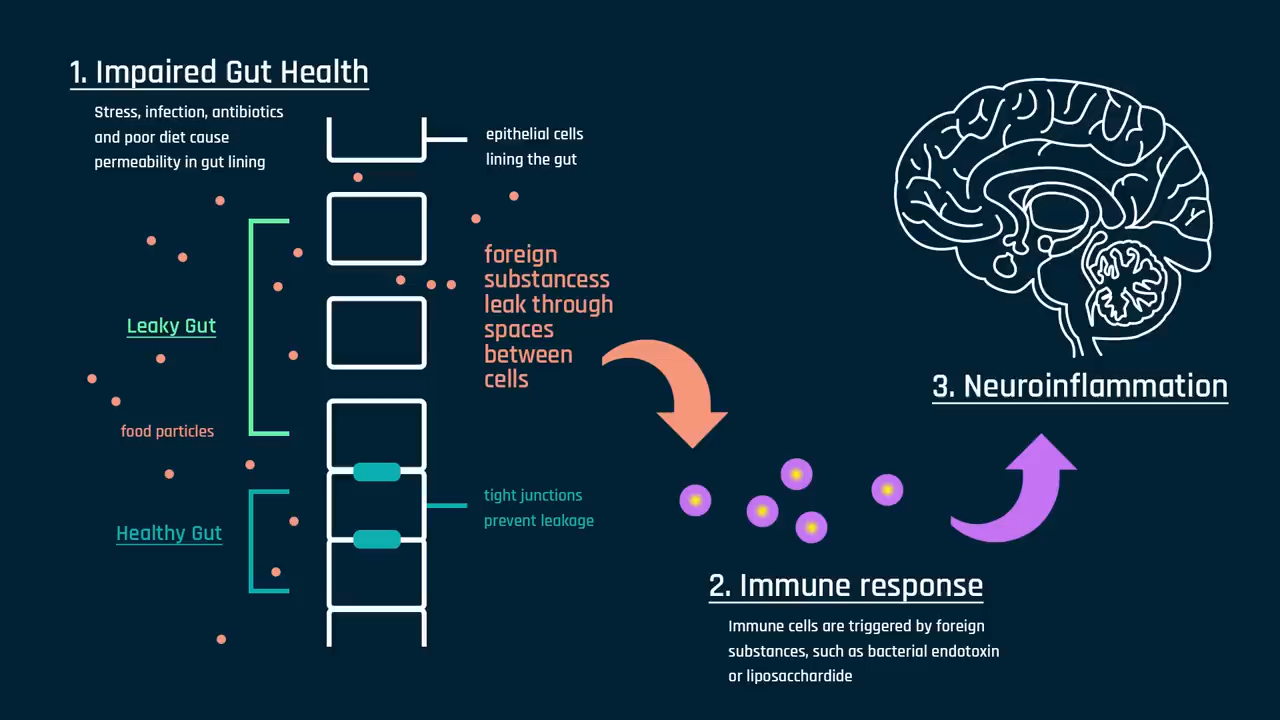 1. Impaired Gut Health
Stress, infection, antibiotics
and poor diet cause
permeability in gut lining
epithelial cells
lining the gut
foreign
substancess
leak through
spaces
between
cells
Leaky Gut
food particles
tight junctions
prevent leakage
Healthy Gut
2. Immune response
Immune cells are triggered by foreign
substances, such as bacterial endotoxin
or liposacchardide
3. Neuroinflammation